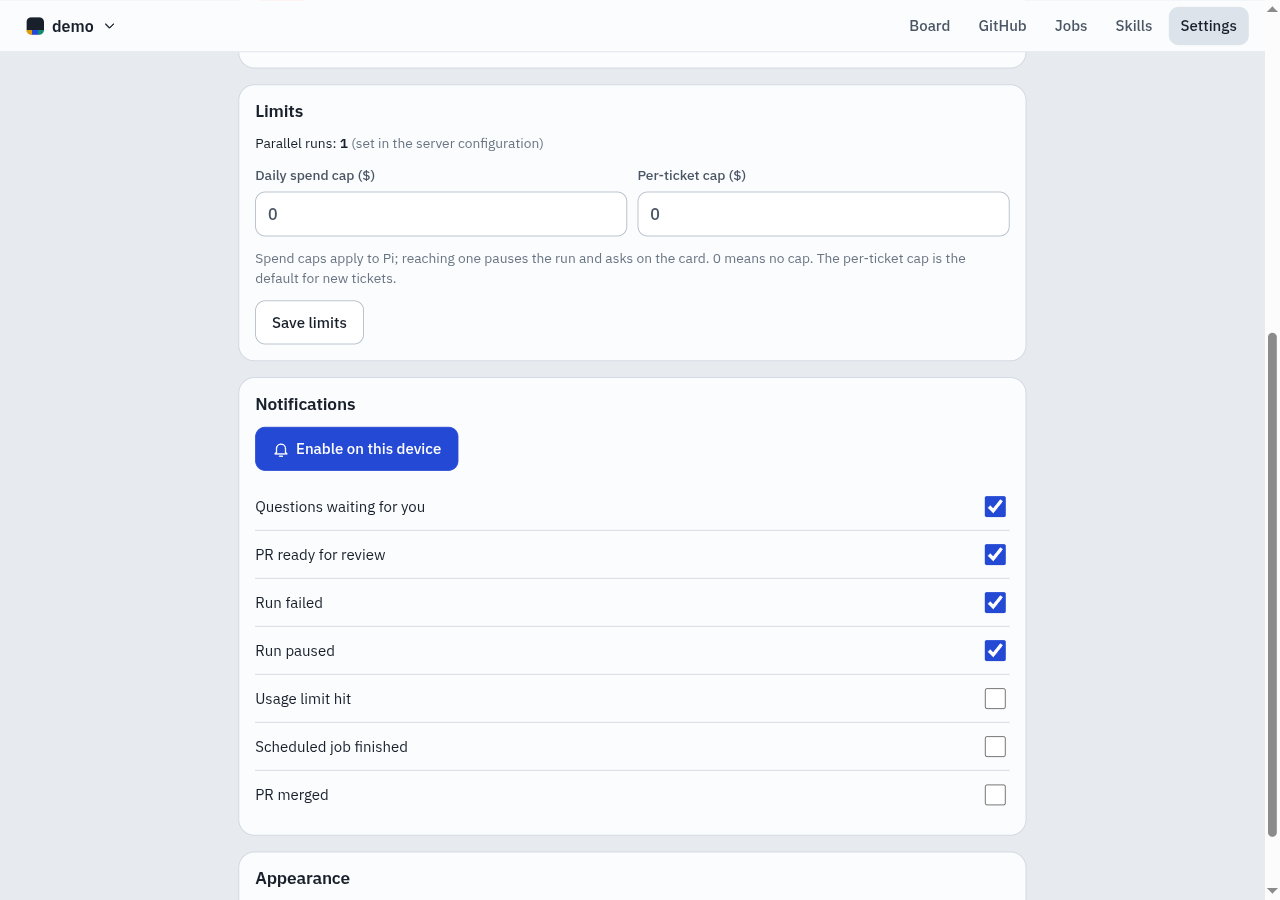 demo
Board
GitHub
Jobs
Skills
Settings
Limits
Parallel runs: 1 (set in the server configuration)
Daily spend cap ($)
Per-ticket cap ($)
0
0
Spend caps apply to Pi; reaching one pauses the run and asks on the card. 0 means no cap. The per-ticket cap is the
default for new tickets.
Save limits
Notifications
Enable on this device
Questions waiting for you
PR ready for review
Run failed
Run paused
Usage limit hit
Scheduled job finished
PR merged
Appearance